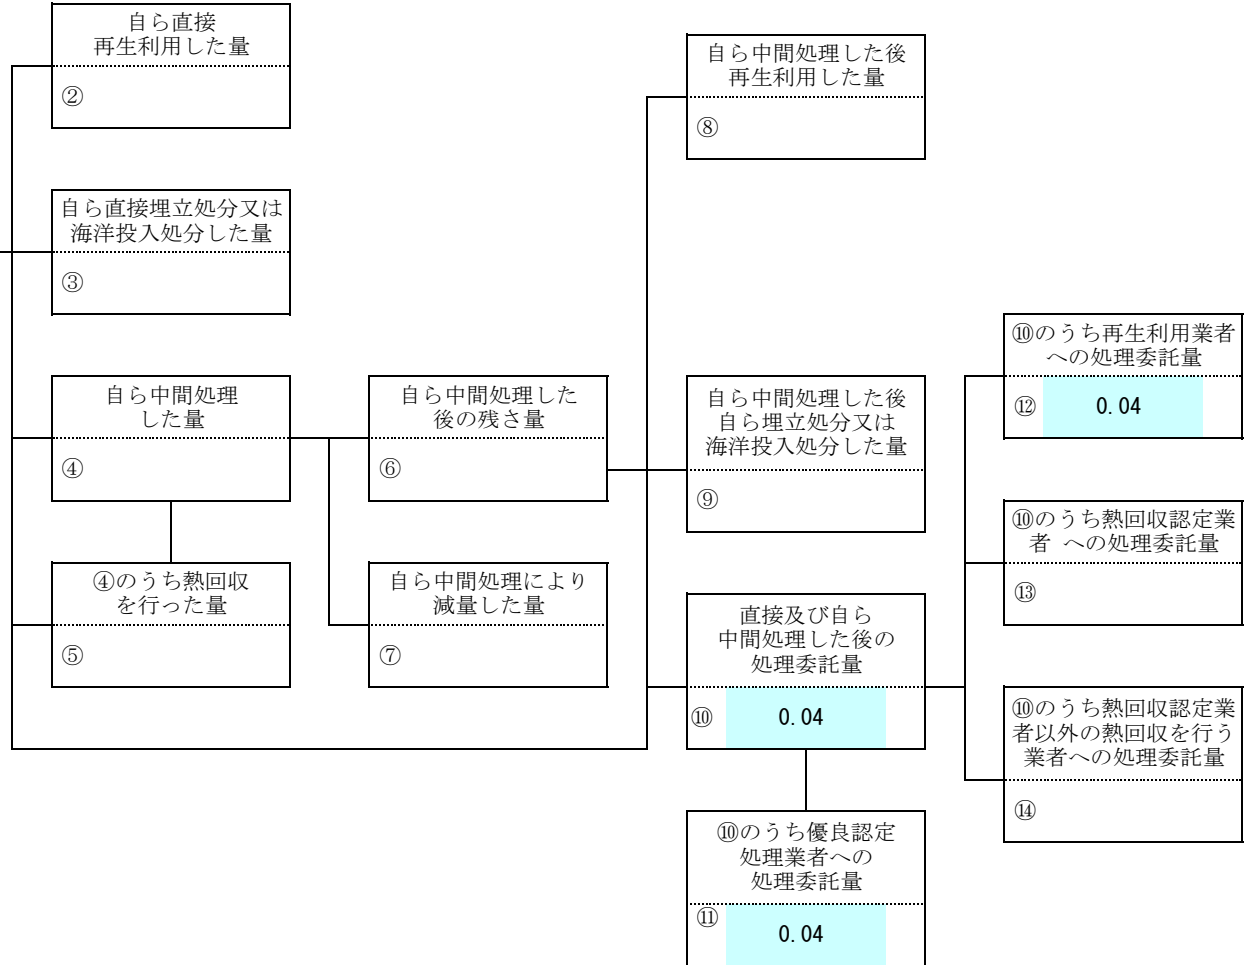 自ら直接
再生利用した量
②
自ら直接埋立処分又は
海洋投入処分した量
③
自ら中間処理
した量
④
④のうち熱回収
を行った量
⑤
自ら中間処理した
後の残さ量
⑥
自ら中間処理により
減量した量
⑦
自ら中間処理した後
再生利用した量
⑧
自ら中間処理した後
自ら埋立処分又は
海洋投入処分した量
⑨
直接及び自ら
中間処理した後の
処理委託量
⑩ 0.04
⑩のうち優良認定
処理業者への
処理委託量
⑪ 0.04
⑩のうち再生利用業者
への処理委託量
⑫ 0.04
⑩のうち熱回収認定業
者 への処理委託量
⑬
⑩のうち熱回収認定業
者以外の熱回収を行う
業者への処理委託量
⑭